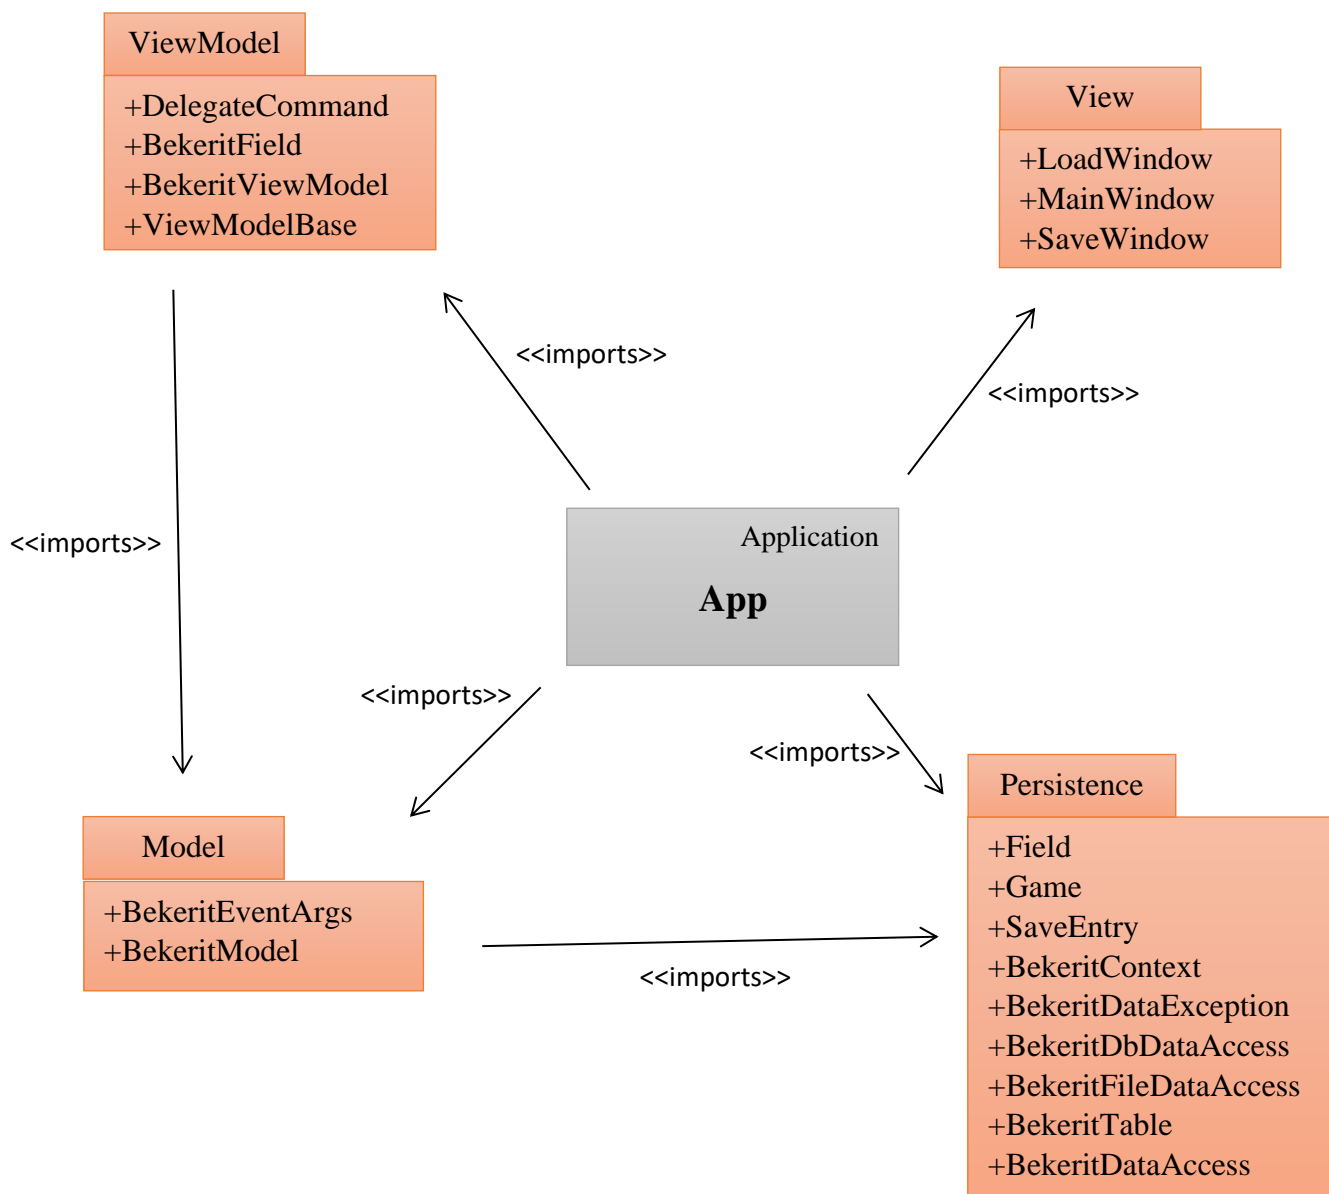 ViewModel
+DelegateCommand
+BekeritField
+BekeritViewModel
+ViewModelBase
View
+LoadWindow
+MainWindow
+SaveWindow
<<imports>>
<<imports>>
<<imports>>
Application
App
<<imports>>
<<imports>>
Model
+BekeritEventArgs
+BekeritModel
<<imports>>
Persistence
+Field
+Game
+SaveEntry
+BekeritContext
+BekeritDataException
+BekeritDbDataAccess
+BekeritFileDataAccess
+BekeritTable
+BekeritDataAccess